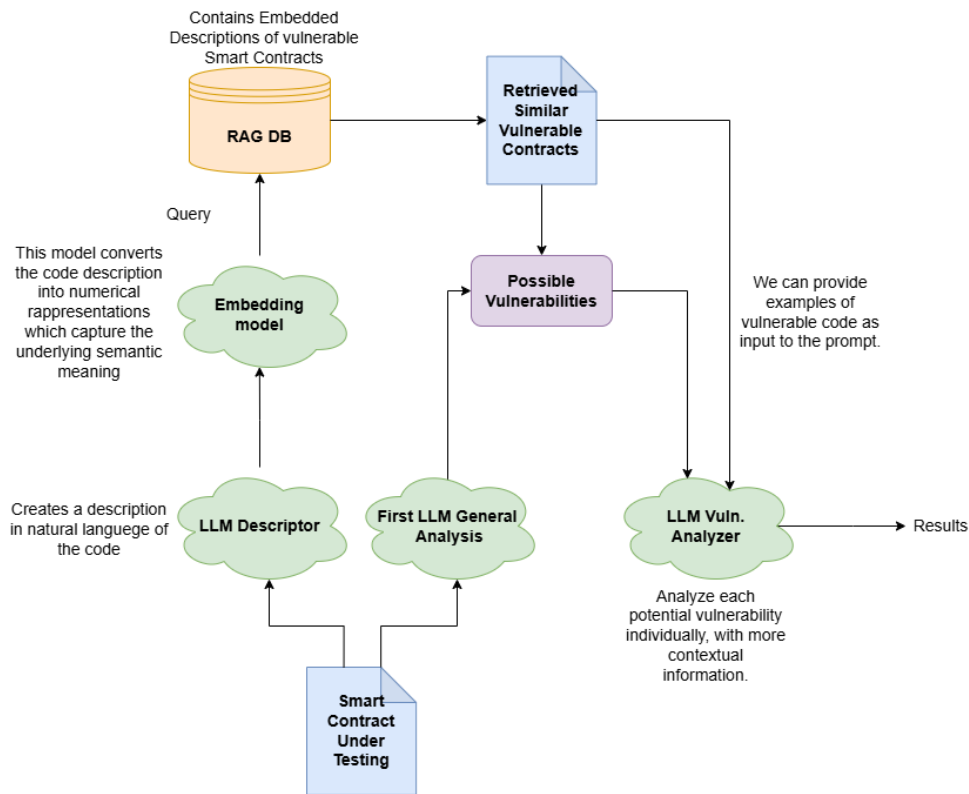 Contains Embedded
Descriptions of vulnerable
Smart Contracts
RAG DB
Retrieved
Similar
Vulnerable
Contracts
Query
This model converts
the code description
into numerical
rappresentations
which capture the
underlying semantic
meaning
Embedding
model
Possible
Vulnerabilities
We can provide
examples of
vulnerable code as
input to the prompt.
Creates a description
in natural languege of
the code
LLM Descriptor
First LLM General
Analysis
LLM Vuln.
Analyzer
Results
Analyze each
potential vulnerability
individually, with more
contextual
information.
Smart
Contract
Under
Testing